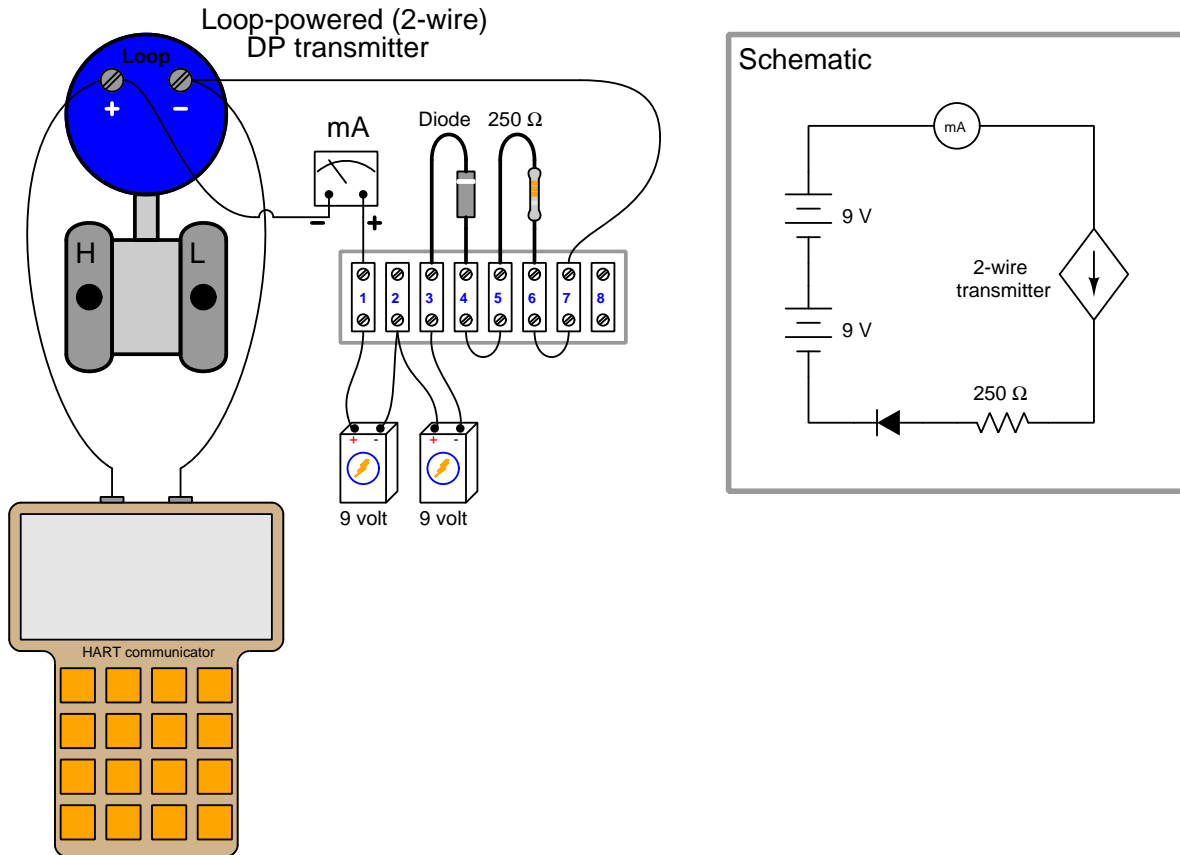 Loop-powered (2-wire)
DP transmitter
Loop
+ −
H L
mA
− +
Diode 250 Ω
1 2 3 4 5 6 7 8
+ - + -
9 volt 9 volt
HART communicator
Schematic
mA
9 V
2-wire
transmitter
9 V
250 Ω